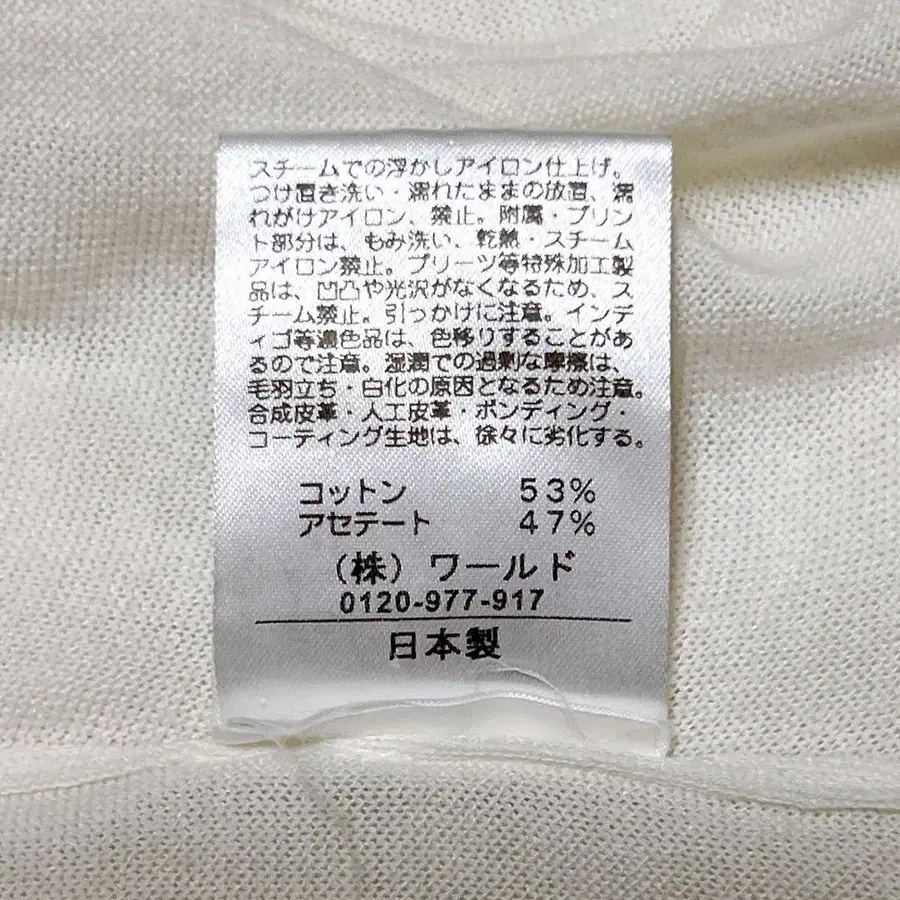 スチームでの浮かしアイロン仕上げ。
つけ置き洗い・濡れたままの放置、濡
れがけアイロン、禁止。附属・プリン
ト部分は、もみ洗い、乾熱・スチーム
アイロン禁止。プリーツ等特殊加工製
品は、凹凸や光沢がなくなるため、ス
チーム禁止。引っかけに注意。インデ
ィゴ等濃色品は、色移りすることがあ
るので注意。湿潤での過剰な摩擦は、
毛羽立ち・白化の原因となるため注意。
合成皮革・人工皮革・ボンディング・
コーティング生地は、徐々に劣化する。
コットン 53%
アセテート 47%
(株)ワールド
0120-977-917
日本製